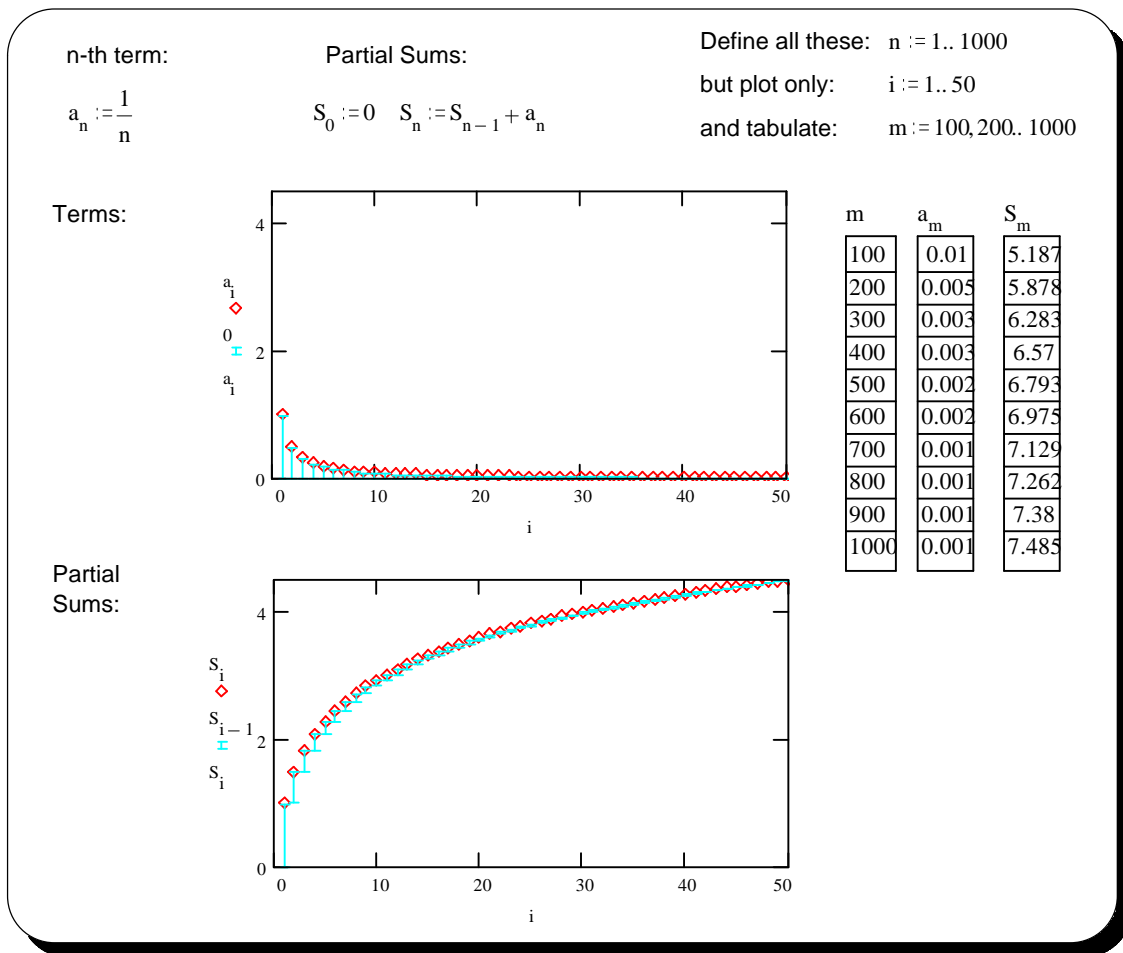 n-th term:
Partial Sums:
Define all these: n := 1.. 1000
but plot only: i := 1.. 50
and tabulate: m := 100, 200.. 1000
a_n := 1/n
S_0 := 0 S_n := S_{n − 1} + a_n
Terms:
4
2
0
a_i
0
a_i
0 10 20 30 40 50
i
m a_m S_m
100 0.01 5.187
200 0.005 5.878
300 0.003 6.283
400 0.003 6.57
500 0.002 6.793
600 0.002 6.975
700 0.001 7.129
800 0.001 7.262
900 0.001 7.38
1000 0.001 7.485
Partial
Sums:
4
2
0
S_i
S_{i − 1}
S_i
0 10 20 30 40 50
i